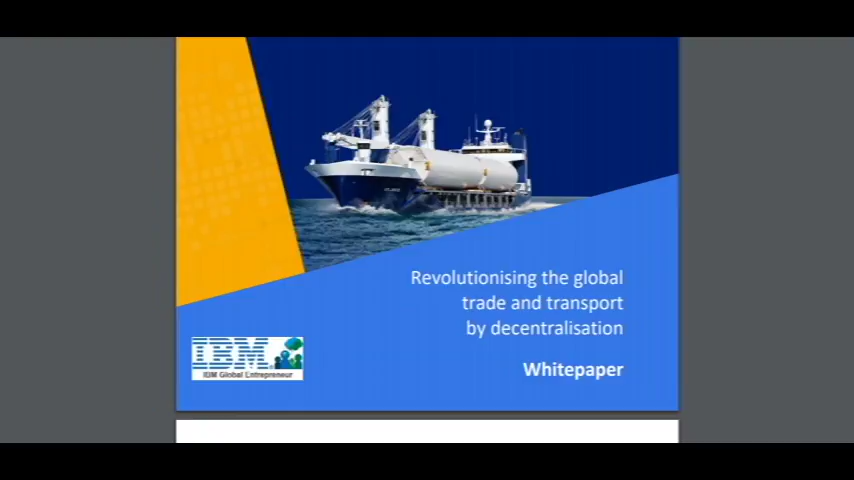 Revolutionising the global
trade and transport
by decentralisation
IBM
IBM Global Entrepreneur
Whitepaper